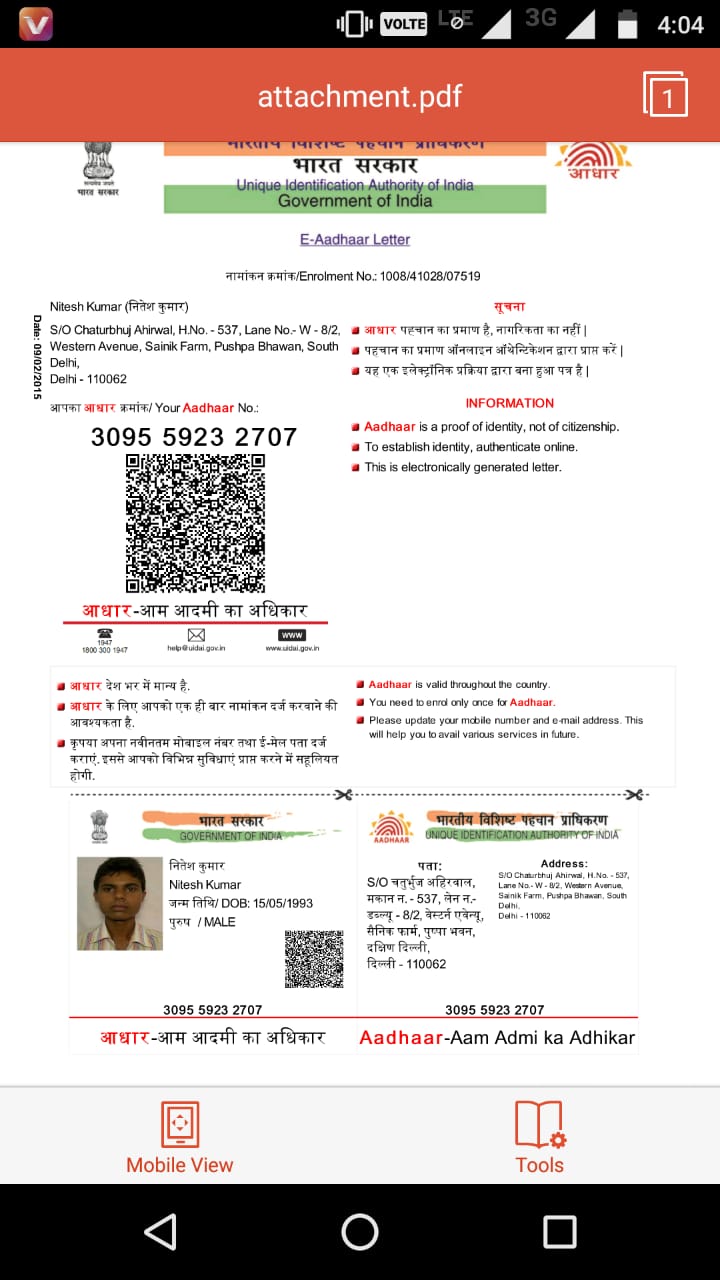 VOLTE LTE 3G 4:04
attachment.pdf 1
भारतीय विशिष्ट पहचान प्राधिकरण
भारत सरकार
Unique Identification Authority of India
Government of India
भारत सरकार
आधार
E-Aadhaar Letter
नामांकन क्रमांक/Enrolment No.: 1008/41028/07519
Date: 09/02/2015
Nitesh Kumar (नितेश कुमार)
S/O Chaturbhuj Ahirwal, H.No. - 537, Lane No.- W - 8/2,
Western Avenue, Sainik Farm, Pushpa Bhawan, South
Delhi,
Delhi - 110062
आपका आधार क्रमांक/ Your Aadhaar No.:
3095 5923 2707
आधार-आम आदमी का अधिकार
1947
1800 300 1947
help@uidai.gov.in
www
www.uidai.gov.in
सूचना
आधार पहचान का प्रमाण है, नागरिकता का नहीं |
पहचान का प्रमाण ऑनलाइन ऑथेन्टिकेशन द्वारा प्राप्त करें |
यह एक इलेक्ट्रॉनिक प्रक्रिया द्वारा बना हुआ पत्र है |
INFORMATION
Aadhaar is a proof of identity, not of citizenship.
To establish identity, authenticate online.
This is electronically generated letter.
आधार देश भर में मान्य है.
आधार के लिए आपको एक ही बार नामांकन दर्ज करवाने की
आवश्यकता है.
कृपया अपना नवीनतम मोबाइल नंबर तथा ई-मेल पता दर्ज
कराएं. इससे आपको विभिन्न सुविधाएं प्राप्त करने में सहूलियत
होगी.
Aadhaar is valid throughout the country.
You need to enrol only once for Aadhaar.
Please update your mobile number and e-mail address. This
will help you to avail various services in future.
भारत सरकार
GOVERNMENT OF INDIA
नितेश कुमार
Nitesh Kumar
जन्म तिथि/ DOB: 15/05/1993
पुरुष / MALE
3095 5923 2707
आधार-आम आदमी का अधिकार
AADHAAR
भारतीय विशिष्ट पहचान प्राधिकरण
UNIQUE IDENTIFICATION AUTHORITY OF INDIA
पता:
S/O चतुर्भुज अहिरवाल,
मकान न. - 537, लेन न.-
डब्ल्यू - 8/2, वेस्टर्न एवेन्यू,
सैनिक फार्म, पुष्पा भवन,
दक्षिण दिल्ली,
दिल्ली - 110062
Address:
S/O Chaturbhuj Ahirwal, H.No. - 537,
Lane No.- W - 8/2, Western Avenue,
Sainik Farm, Pushpa Bhawan, South
Delhi,
Delhi - 110062
3095 5923 2707
Aadhaar-Aam Admi ka Adhikar
Mobile View
Tools